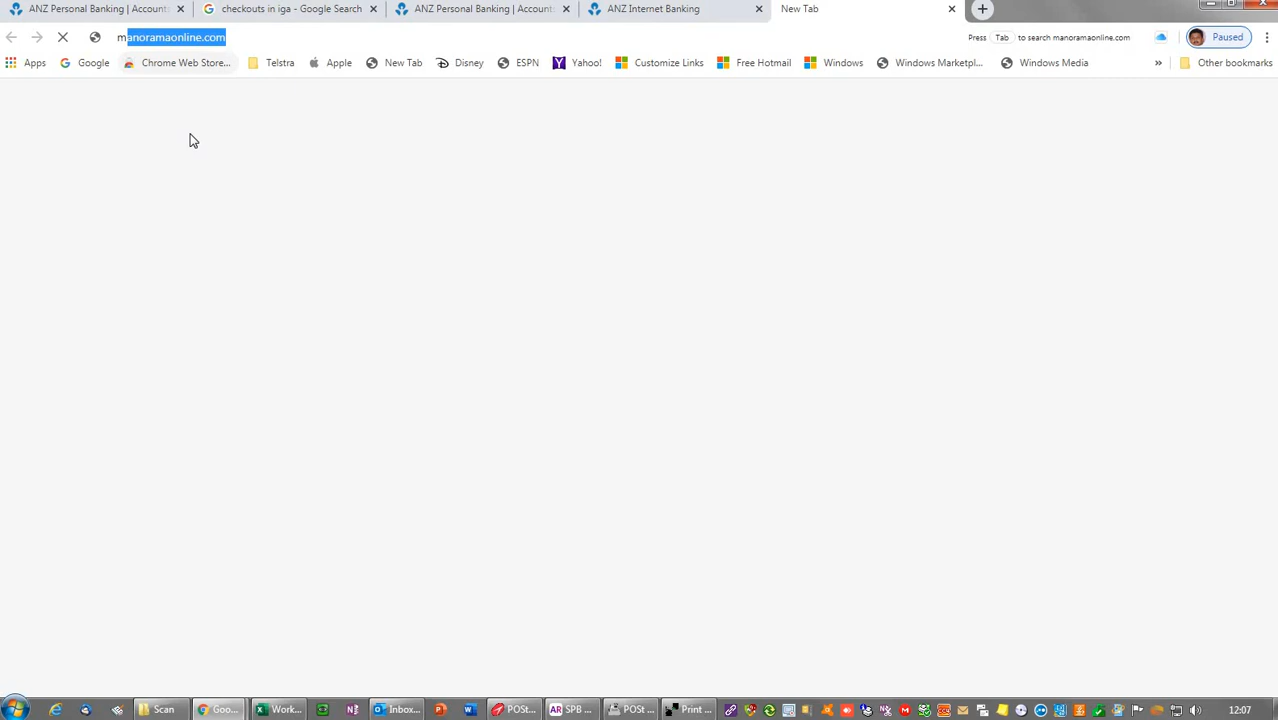 ANZ Personal Banking | Account: checkouts in iga - Google Search ANZ Personal Banking | Account: ANZ Internet Banking New Tab
manoramaonline.com Press Tab to search manoramaonline.com Paused
Apps Google Chrome Web Store... Telstra Apple New Tab Disney ESPN Yahoo! Customize Links Free Hotmail Windows Windows Marketpl... Windows Media » Other bookmarks
Scan Goo... Work... Inbox... POSt... SPB ... POSt ... Print ... 12:07